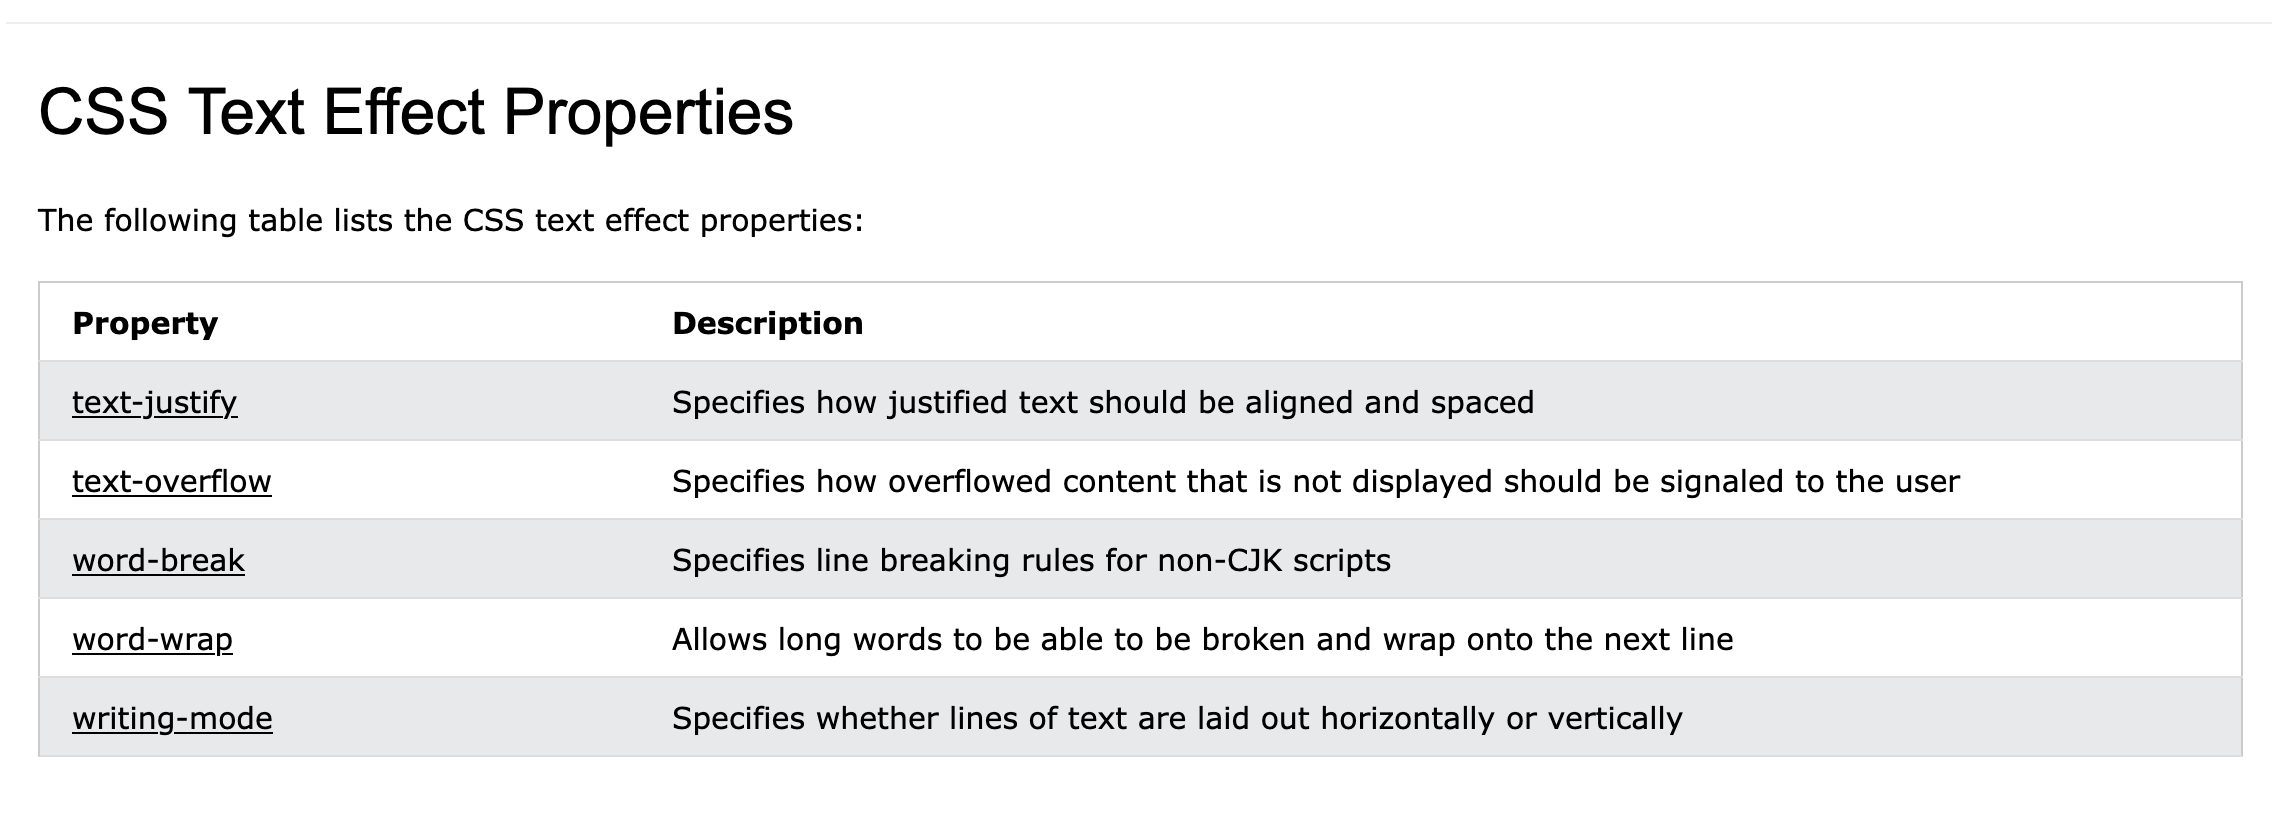 CSS Text Effect Properties
The following table lists the CSS text effect properties:
Property Description
text-justify Specifies how justified text should be aligned and spaced
text-overflow Specifies how overflowed content that is not displayed should be signaled to the user
word-break Specifies line breaking rules for non-CJK scripts
word-wrap Allows long words to be able to be broken and wrap onto the next line
writing-mode Specifies whether lines of text are laid out horizontally or vertically